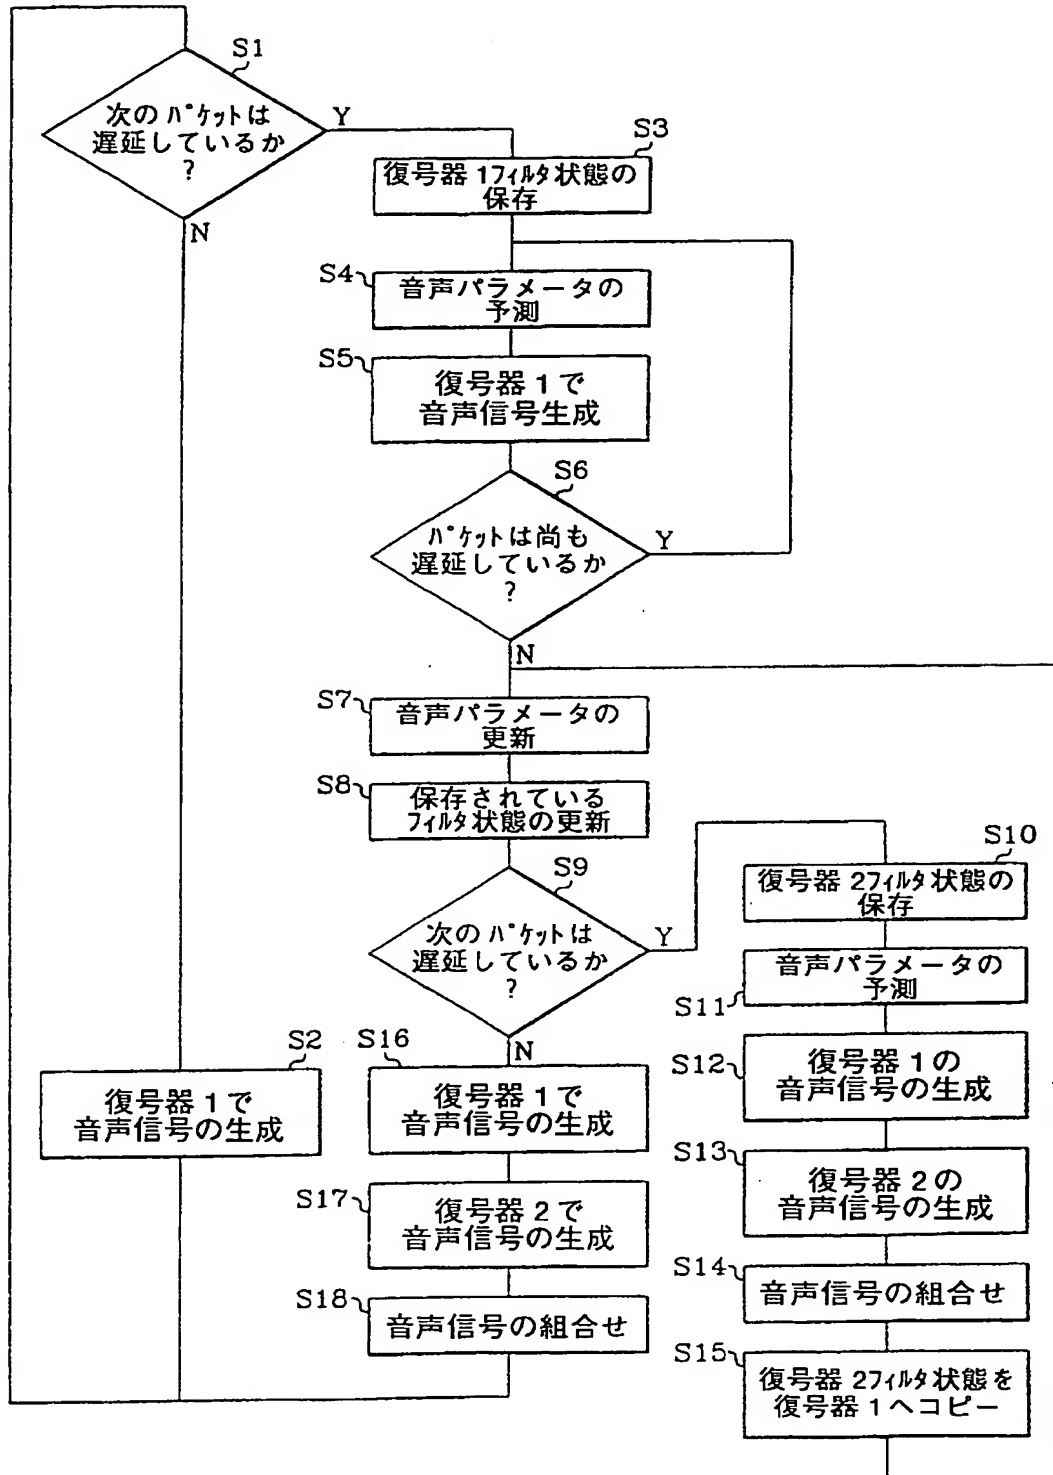 S1
次のパケットは
遅延しているか
?
Y
N
S3
復号器1フィルタ状態の
保存
S4
音声パラメータの
予測
S5
復号器1で
音声信号生成
S6
パケットは尚も
遅延しているか
?
Y
N
S7
音声パラメータの
更新
S8
保存されている
フィルタ状態の更新
S9
次のパケットは
遅延しているか
?
Y
N
S10
復号器2フィルタ状態の
保存
S11
音声パラメータの
予測
S12
復号器1の
音声信号の生成
S13
復号器2の
音声信号の生成
S14
音声信号の組合せ
S15
復号器2フィルタ状態を
復号器1へコピー
S2
復号器1で
音声信号の生成
S16
復号器1で
音声信号の生成
S17
復号器2で
音声信号の生成
S18
音声信号の組合せ